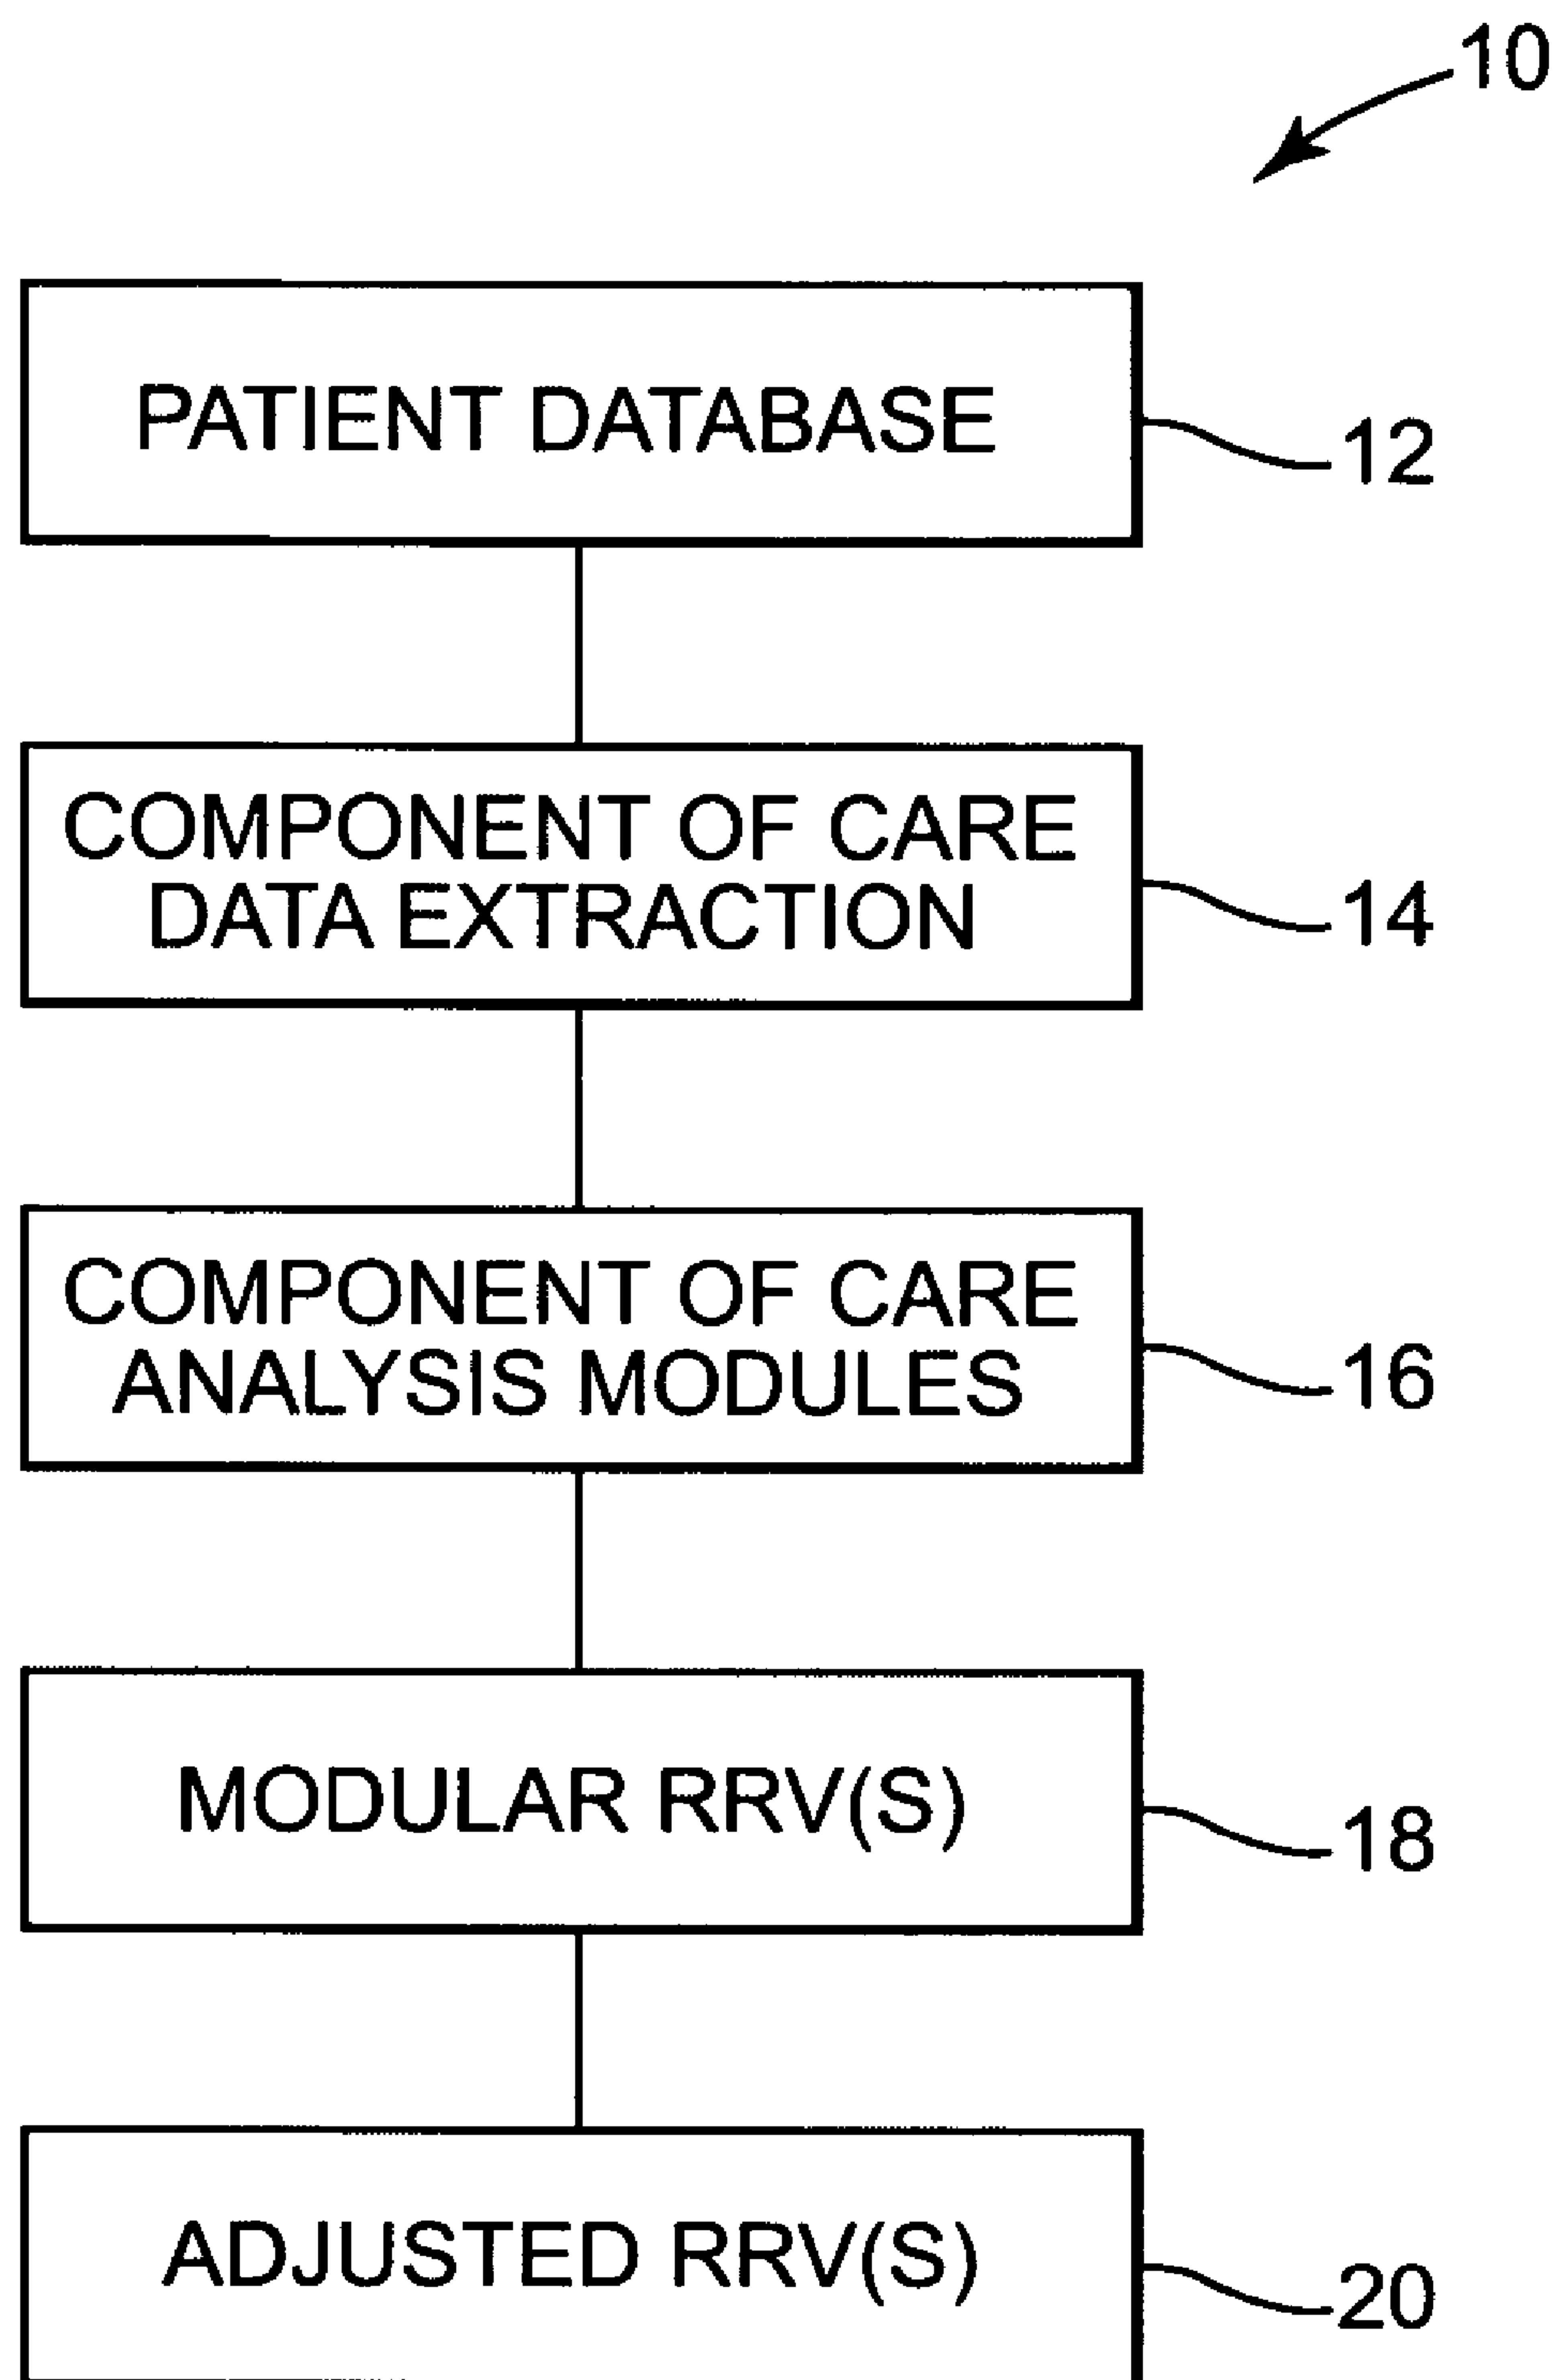 10
PATIENT DATABASE
12
COMPONENT OF CARE
DATA EXTRACTION
14
COMPONENT OF CARE
ANALYSIS MODULES
16
MODULAR RRV(S)
18
ADJUSTED RRV(S)
20